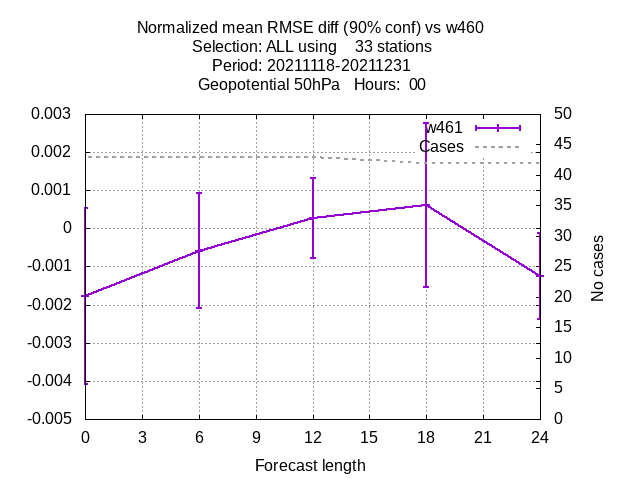 Normalized mean RMSE diff (90% conf) vs w460
Selection: ALL using    33 stations
Period: 20211118-20211231
Geopotential 50hPa   Hours:  00
w461
Cases
0.003
0.002
0.001
0
-0.001
-0.002
-0.003
-0.004
-0.005
50
45
40
35
30
25
20
15
10
5
0
No cases
0 3 6 9 12 15 18 21 24
Forecast length